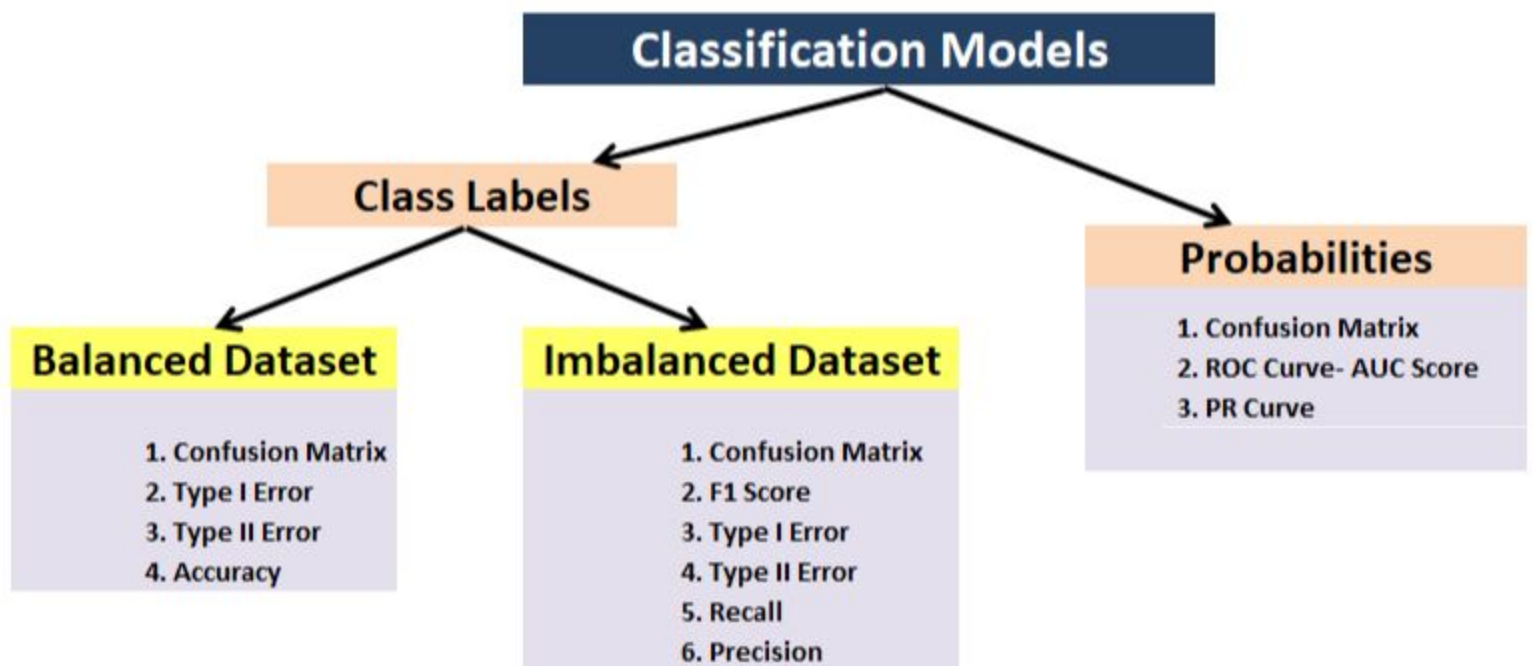 Classification Models
Class Labels
Probabilities
1. Confusion Matrix
2. ROC Curve- AUC Score
3. PR Curve
Balanced Dataset
1. Confusion Matrix
2. Type I Error
3. Type II Error
4. Accuracy
Imbalanced Dataset
1. Confusion Matrix
2. F1 Score
3. Type I Error
4. Type II Error
5. Recall
6. Precision